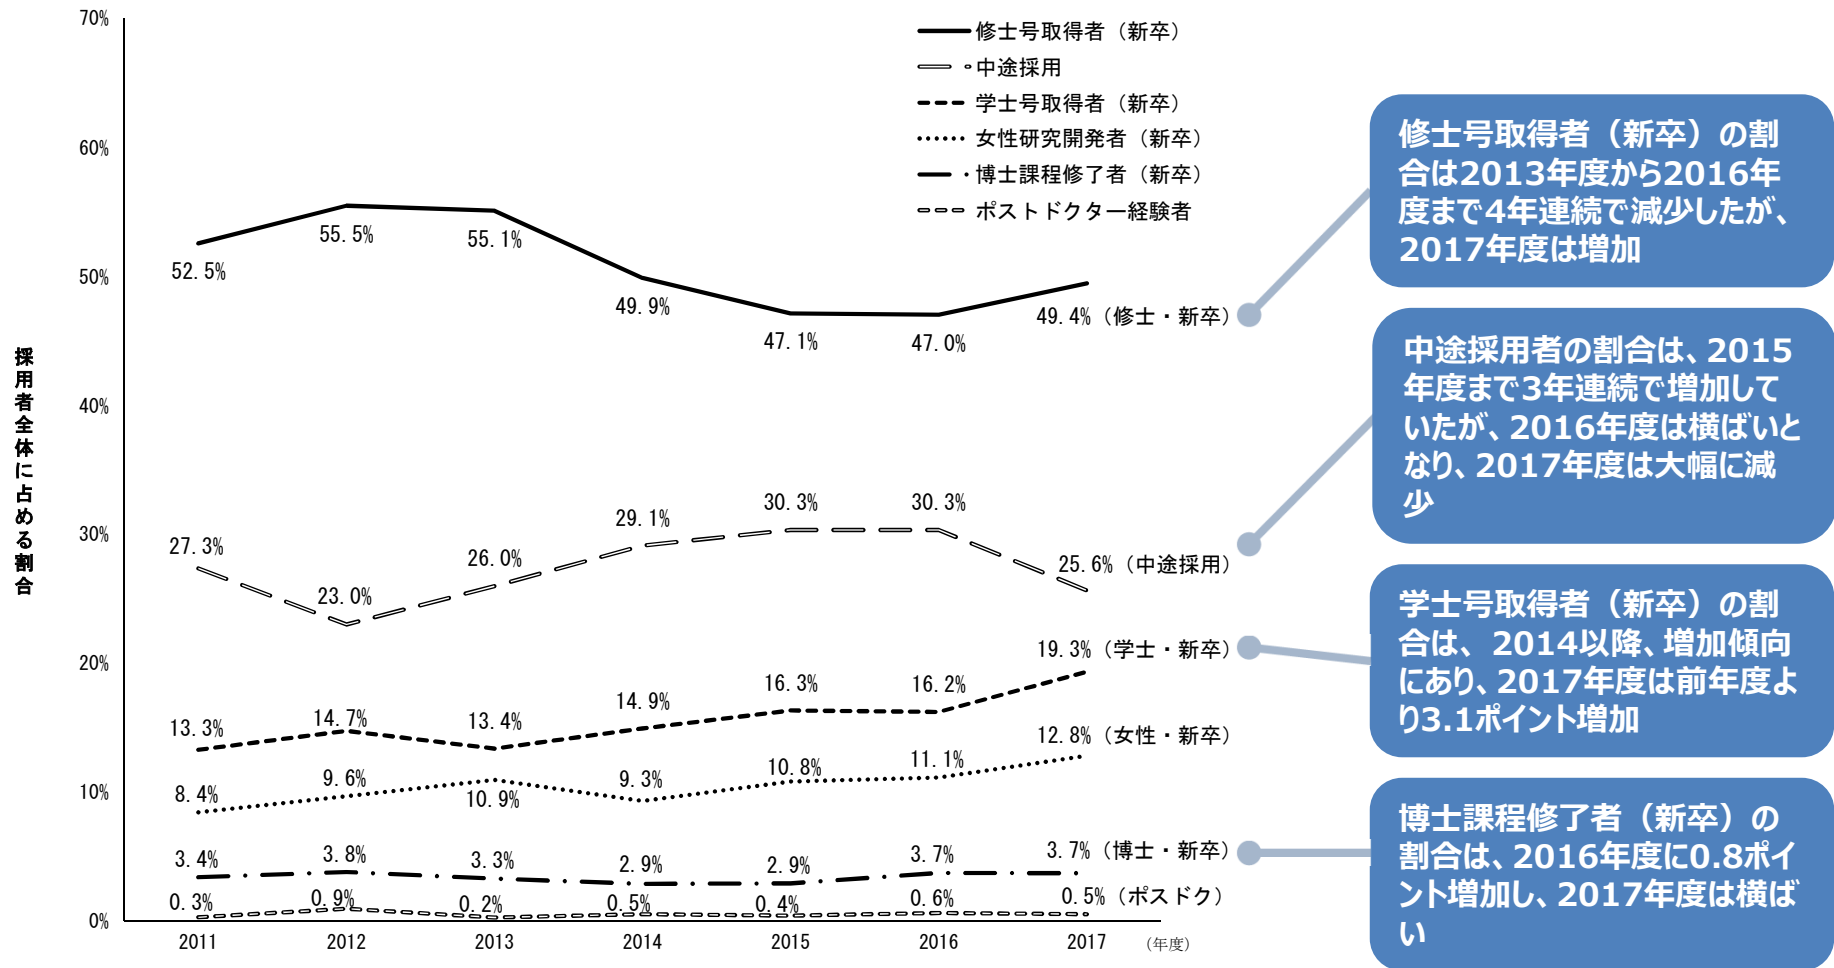 70%
60%
50%
40%
30%
20%
10%
0%
採用者全体に占める割合
修士号取得者（新卒）
中途採用
学士号取得者（新卒）
女性研究開発者（新卒）
博士課程修了者（新卒）
ポストドクター経験者
52.5%
55.5%
55.1%
49.9%
47.1%
47.0%
49.4%（修士・新卒）
27.3%
23.0%
26.0%
29.1%
30.3%
30.3%
25.6%（中途採用）
13.3%
14.7%
13.4%
14.9%
16.3%
16.2%
19.3%（学士・新卒）
8.4%
9.6%
10.9%
9.3%
10.8%
11.1%
12.8%（女性・新卒）
3.4%
3.8%
3.3%
2.9%
2.9%
3.7%
3.7%（博士・新卒）
0.3%
0.9%
0.2%
0.5%
0.4%
0.6%
0.5%（ポスドク）
2011
2012
2013
2014
2015
2016
2017
（年度）
修士号取得者（新卒）の割
合は2013年度から2016年
度まで4年連続で減少したが、
2017年度は増加
中途採用者の割合は、2015
年度まで3年連続で増加して
いたが、2016年度は横ばいと
なり、2017年度は大幅に減
少
学士号取得者（新卒）の割
合は、2014以降、増加傾向
にあり、2017年度は前年度よ
り3.1ポイント増加
博士課程修了者（新卒）の
割合は、2016年度に0.8ポイ
ント増加し、2017年度は横ば
い